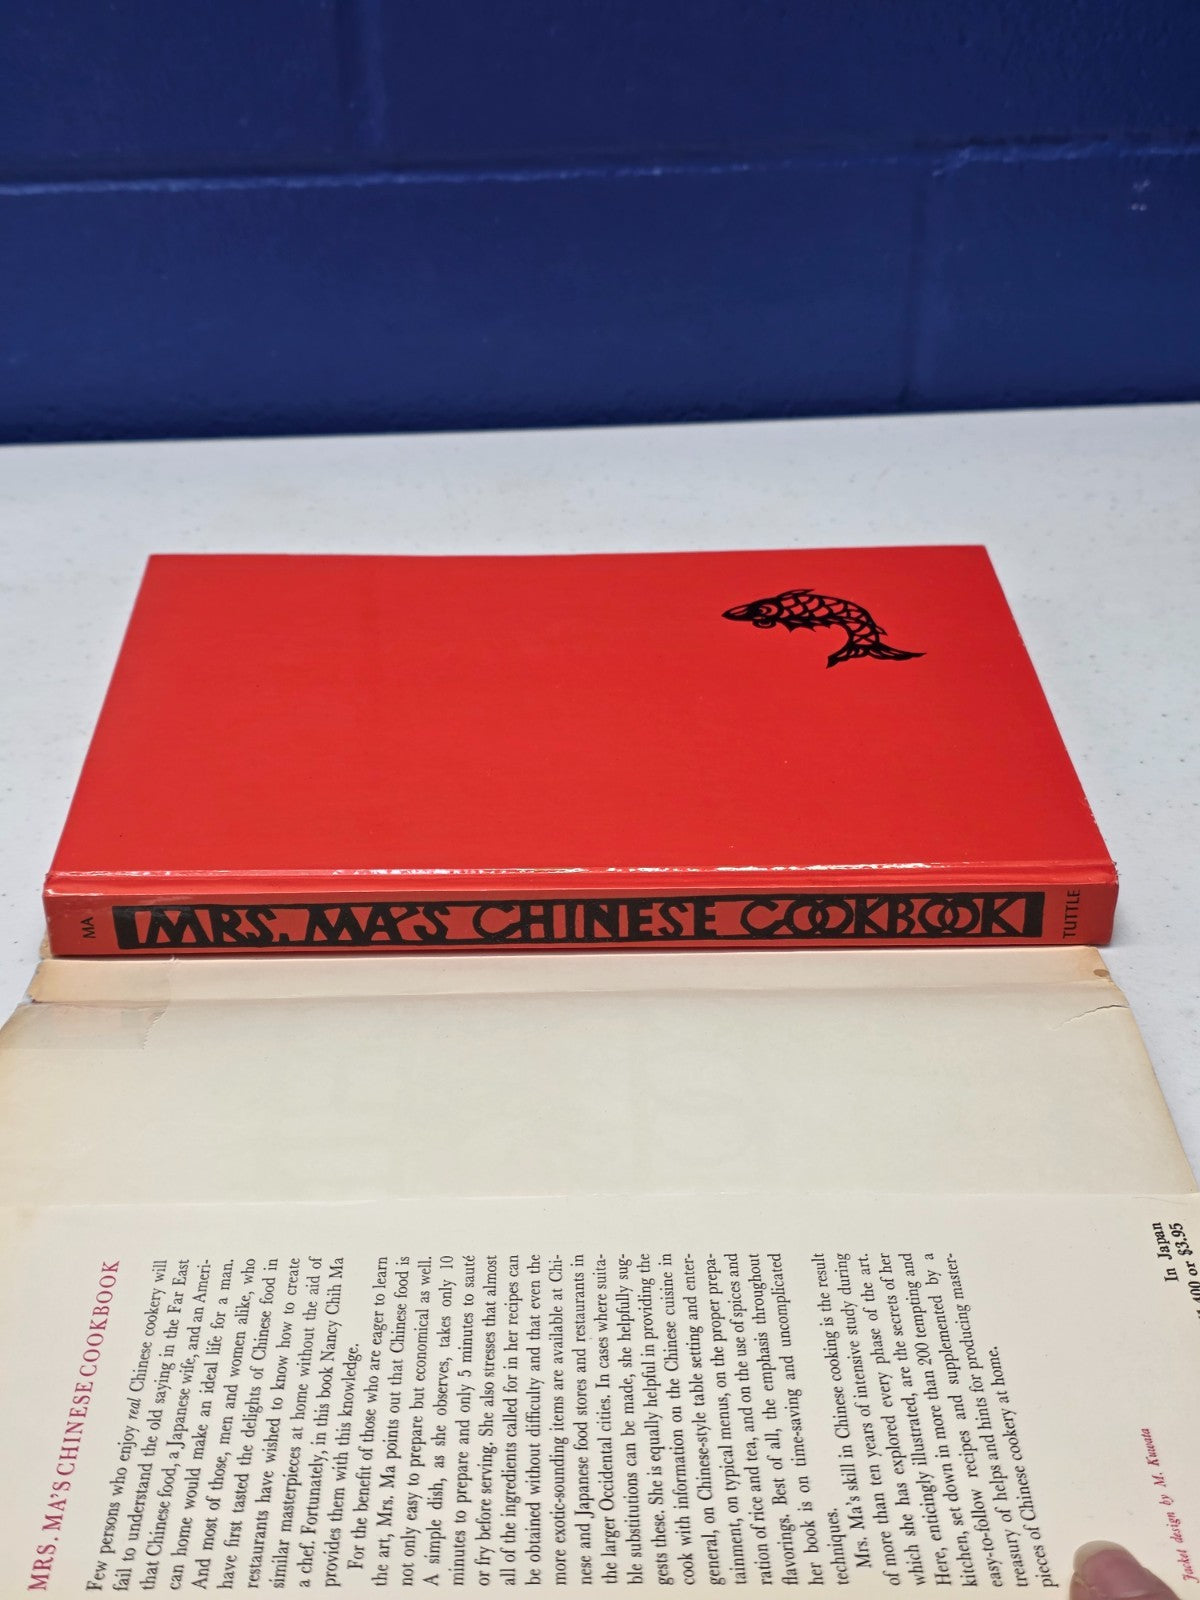 MA
MRS. MA'S CHINESE COOKBOOK
TUTTLE
MRS. MA'S CHINESE COOKBOOK
Few persons who enjoy real Chinese cookery will
fail to understand the old saying in the Far East
that Chinese food, a Japanese wife, and an Ameri-
can home would make an ideal life for a man.
And most of those, men and women alike, who
have first tasted the delights of Chinese food in
restaurants have wished to know how to create
similar masterpieces at home without the aid of
a chef. Fortunately, in this book Nancy Chih Ma
provides them with this knowledge.
For the benefit of those who are eager to learn
the art, Mrs. Ma points out that Chinese food is
not only easy to prepare but economical as well.
A simple dish, as she observes, takes only 10
minutes to prepare and only 5 minutes to sauté
or fry before serving. She also stresses that almost
all of the ingredients called for in her recipes can
be obtained without difficulty and that even the
more exotic-sounding items are available at Chi-
nese and Japanese food stores and restaurants in
the larger Occidental cities. In cases where suita-
ble substitutions can be made, she helpfully sug-
gests these. She is equally helpful in providing the
cook with information on the Chinese cuisine in
general, on Chinese-style table setting and enter-
tainment, on typical menus, on the proper prepa-
ration of rice and tea, and on the use of spices and
flavorings. Best of all, the emphasis throughout
her book is on time-saving and uncomplicated
techniques.
Mrs. Ma's skill in Chinese cooking is the result
of more than ten years of intensive study during
which she has explored every phase of the art.
Here, enticingly illustrated, are the secrets of her
kitchen, set down in more than 200 tempting and
easy-to-follow recipes and supplemented by a
treasury of helps and hints for producing master-
pieces of Chinese cookery at home.
In Japan
400 or $3.95
Jacket design by M. Kuwata